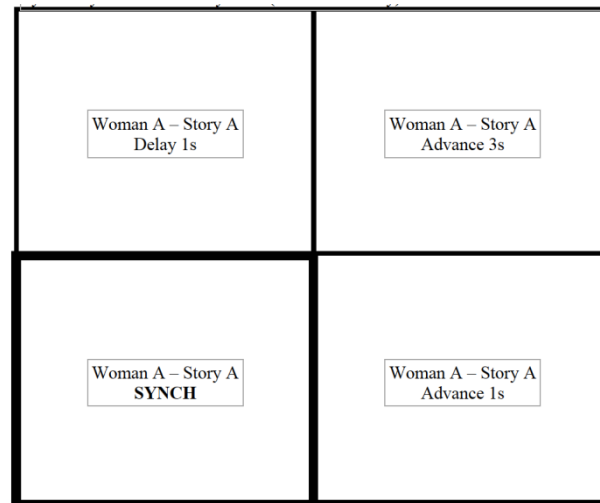 Woman A – Story A
Delay 1s
Woman A – Story A
Advance 3s
Woman A – Story A
SYNCH
Woman A – Story A
Advance 1s